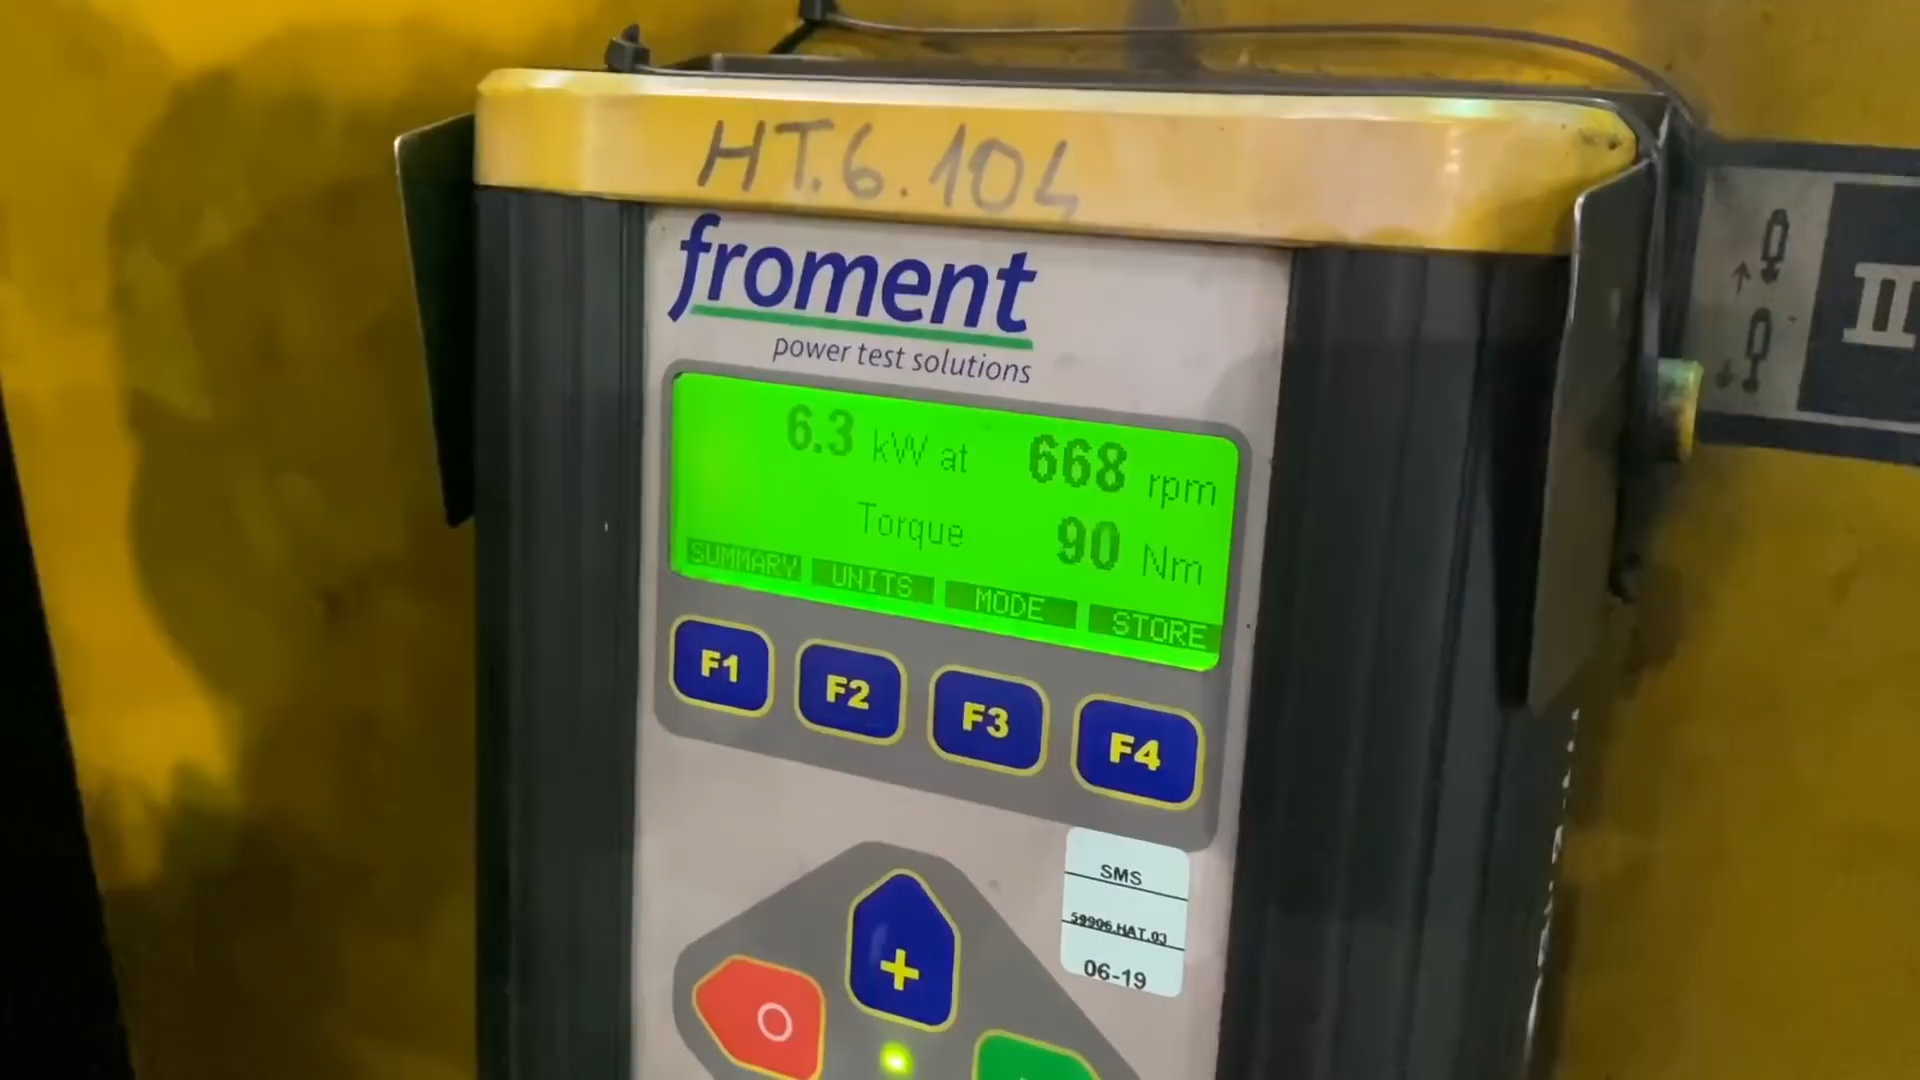 HT.6.104
froment
power test solutions
6.3 kW at 668 rpm
Torque 90 Nm
SUMMARY UNITS MODE STORE
F1 F2 F3 F4
SMS
59906.HAT.03
06-19
+
O
II